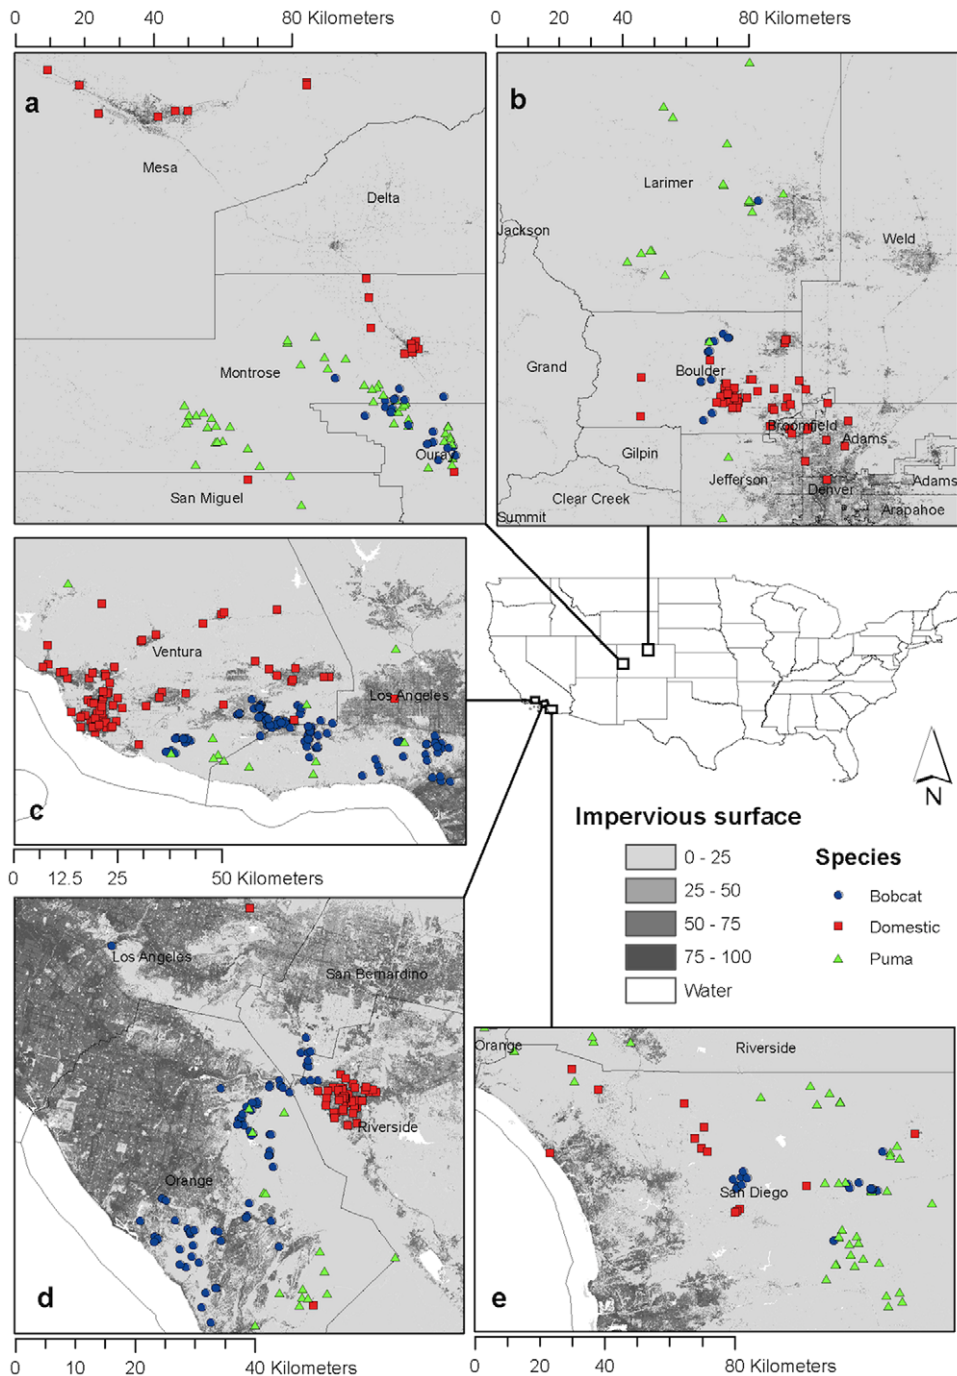 0 20 40 80 Kilometers
0 20 40 80 Kilometers
a
Mesa
Delta
Montrose
Ouray
San Miguel
b
Larimer
Jackson
Weld
Grand
Boulder
Broomfield
Adams
Gilpin
Jefferson
Denver
Adams
Clear Creek
Arapahoe
Summit
Ventura
Los Angeles
c
0 12.5 25 50 Kilometers
N
Impervious surface
0 - 25
25 - 50
50 - 75
75 - 100
Water
Species
Bobcat
Domestic
Puma
Los Angeles
San Bernardino
Riverside
Orange
d
0 10 20 40 Kilometers
Orange
Riverside
San Diego
e
0 20 40 80 Kilometers